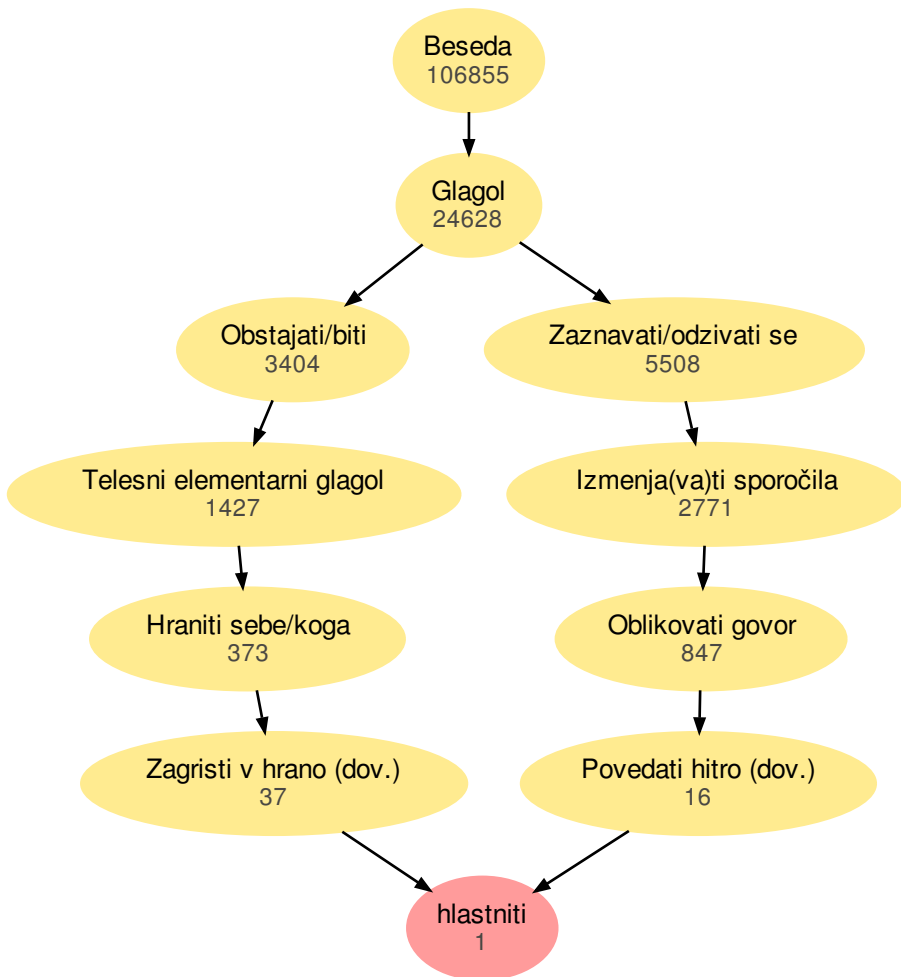 Beseda
106855
Glagol
24628
Obstajati/biti
3404
Zaznavati/odzivati se
5508
Telesni elementarni glagol
1427
Izmenja(va)ti sporočila
2771
Hraniti sebe/koga
373
Oblikovati govor
847
Zagristi v hrano (dov.)
37
Povedati hitro (dov.)
16
hlastniti
1